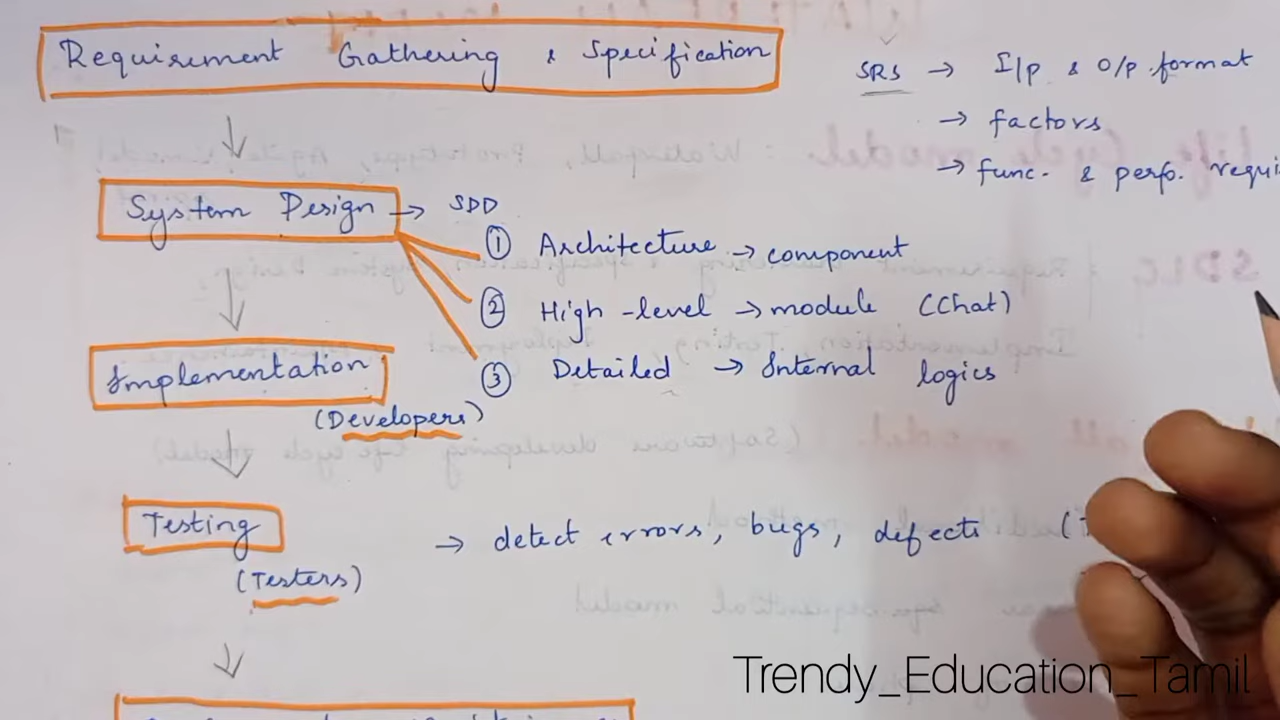 Requirement Gathering & Specification
SRS → I/p & O/p format
→ factors
→ func. & perfo.
System Design → SDD
① Architecture → component
② High-level → module (Chat)
③ Detailed → Internal logics
Implementation
(Developers)
Testing → detect errors, bugs, defects
(Testers)
Trendy_Education_Tamil